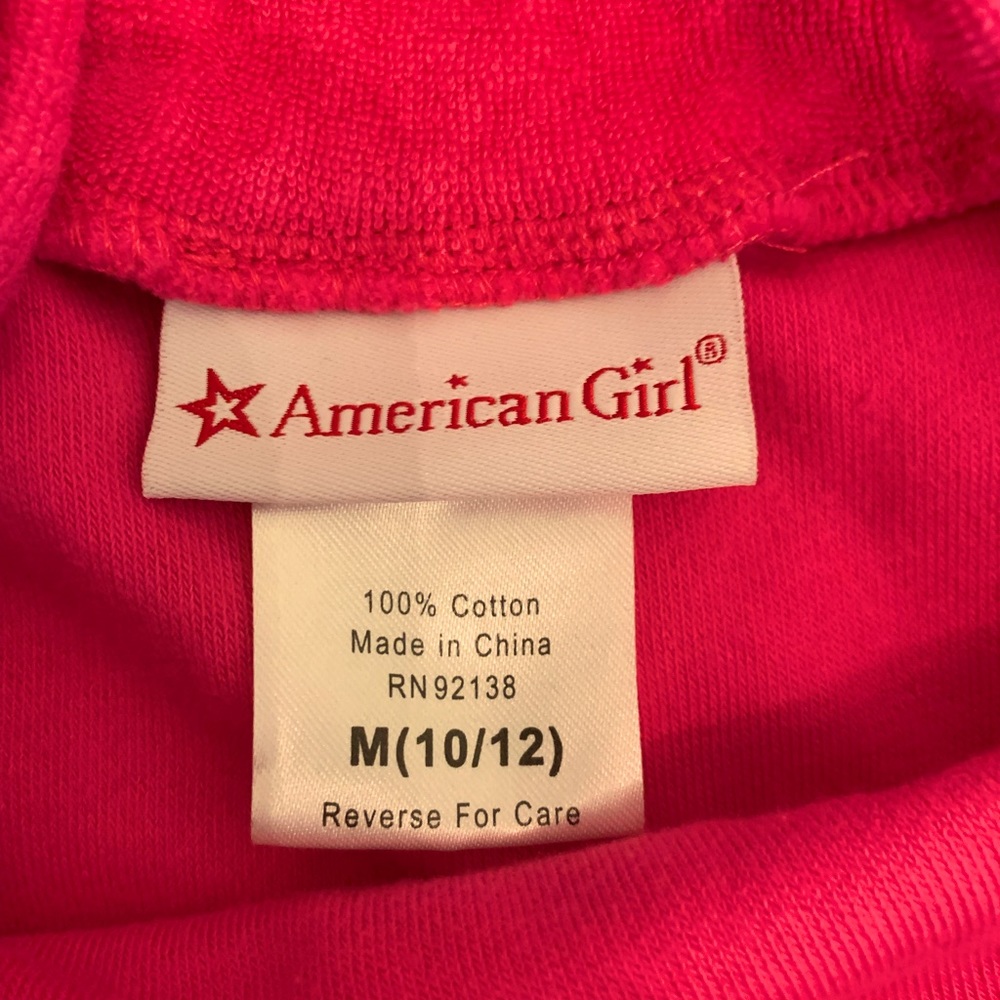 American Girl®
100% Cotton
Made in China
RN92138
M(10/12)
Reverse For Care